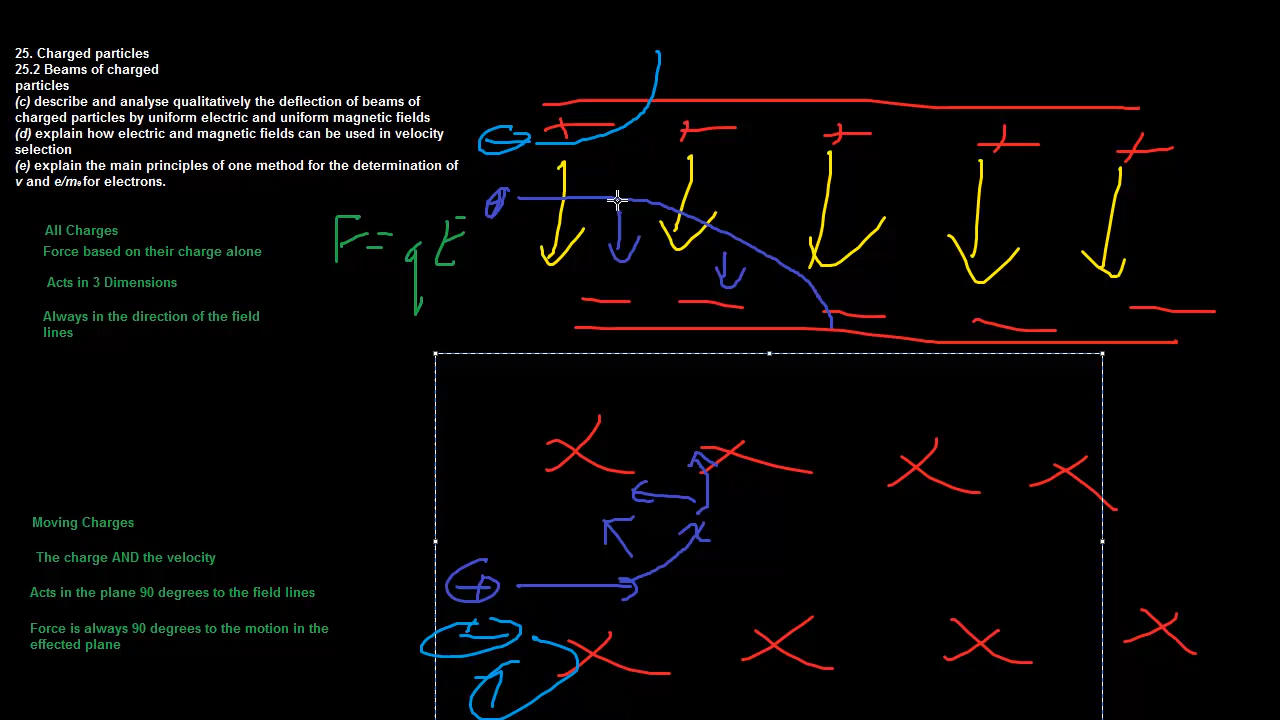 25. Charged particles
25.2 Beams of charged
particles
(c) describe and analyse qualitatively the deflection of beams of
charged particles by uniform electric and uniform magnetic fields
(d) explain how electric and magnetic fields can be used in velocity
selection
(e) explain the main principles of one method for the determination of
v and e/mₑ for electrons.
All Charges
Force based on their charge alone
F = qE
Acts in 3 Dimensions
Always in the direction of the field
lines
Moving Charges
The charge AND the velocity
Acts in the plane 90 degrees to the field lines
Force is always 90 degrees to the motion in the
effected plane